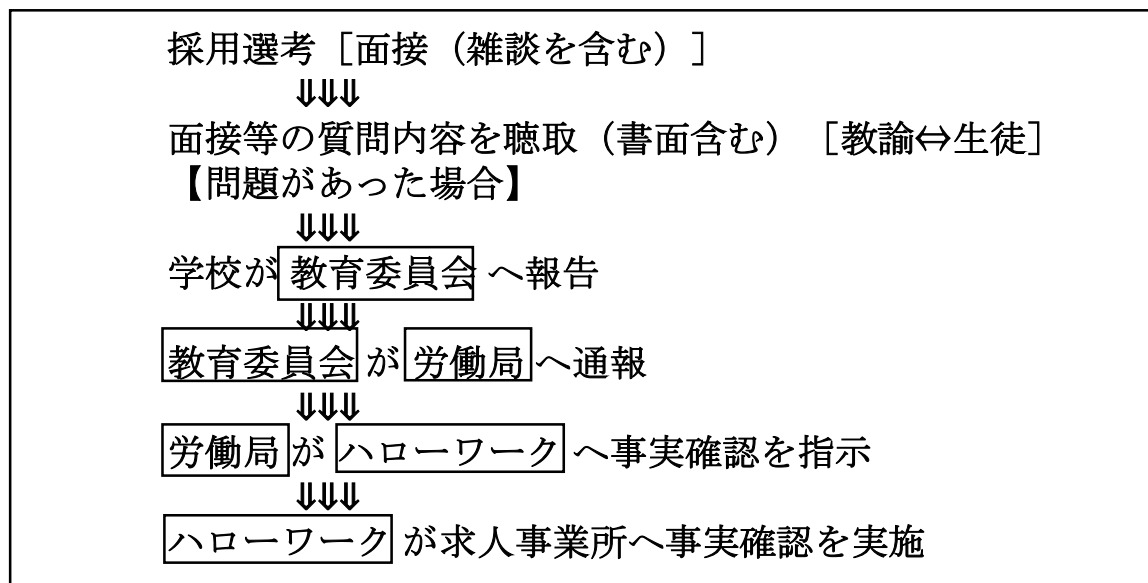 採用選考［面接（雑談を含む）］
⇓⇓⇓
面接等の質問内容を聴取（書面含む）［教諭⇔生徒］
【問題があった場合】
⇓⇓⇓
学校が 教育委員会 へ報告
⇓⇓⇓
教育委員会 が 労働局 へ通報
⇓⇓⇓
労働局 が ハローワーク へ事実確認を指示
⇓⇓⇓
ハローワーク が求人事業所へ事実確認を実施